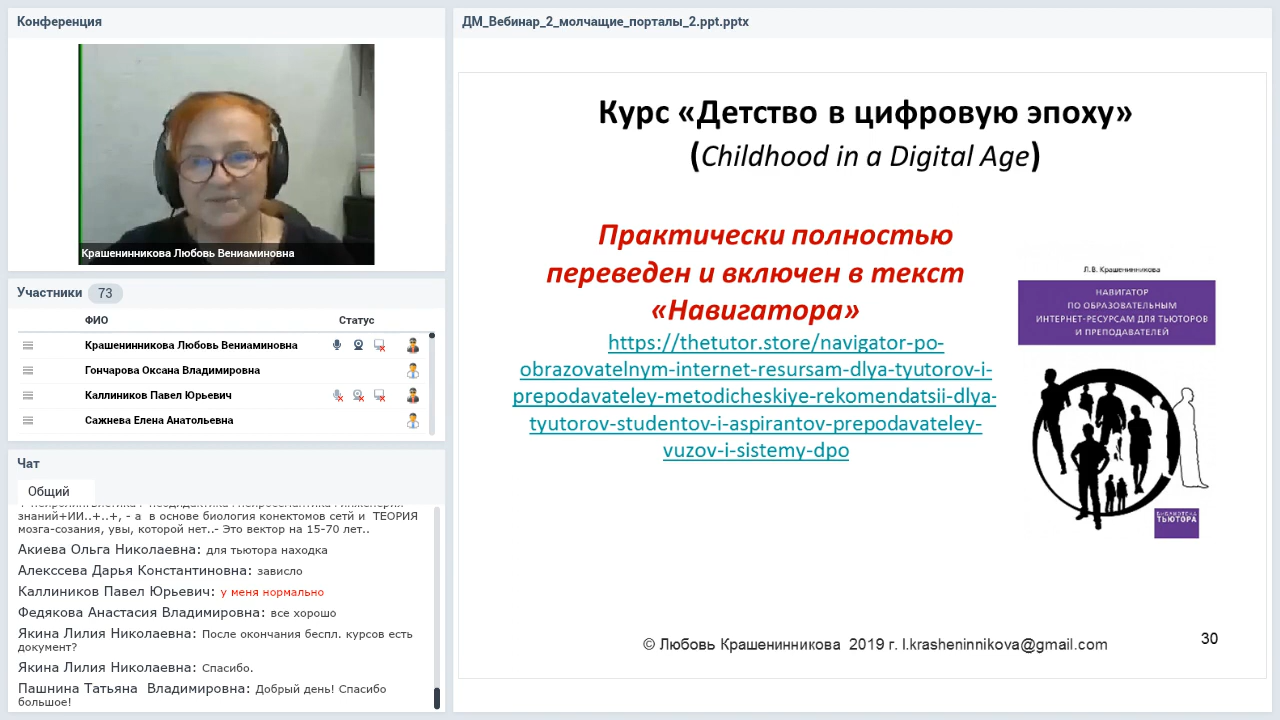 Конференция
Крашенинникова Любовь Вениаминовна
Участники 73
ФИО Статус
Крашенинникова Любовь Вениаминовна
Гончарова Оксана Владимировна
Каллиников Павел Юрьевич
Сажнева Елена Анатольевна
Чат
Общий
знаний+ИИ..+..+, - а в основе биология конектомов сети и ТЕОРИЯ
мозга-созания, увы, которой нет..- Это вектор на 15-70 лет..
Акиева Ольга Николаевна: для тьютора находка
Алекссева Дарья Константиновна: зависло
Каллиников Павел Юрьевич: у меня нормально
Федякова Анастасия Владимировна: все хорошо
Якина Лилия Николаевна: После окончания беспл. курсов есть
документ?
Якина Лилия Николаевна: Спасибо.
Пашнина Татьяна Владимировна: Добрый день! Спасибо
большое!
ДМ_Вебинар_2_молчащие_порталы_2.ppt.pptx
Курс «Детство в цифровую эпоху»
(Childhood in a Digital Age)
Практически полностью
переведен и включен в текст
«Навигатора»
https://thetutor.store/navigator-po-
obrazovatelnym-internet-resursam-dlya-tyutorov-i-
prepodavateley-metodicheskiye-rekomendatsii-dlya-
tyutorov-studentov-i-aspirantov-prepodavateley-
vuzov-i-sistemy-dpo
Л.В. Крашенинникова
НАВИГАТОР
ПО ОБРАЗОВАТЕЛЬНЫМ
ИНТЕРНЕТ-РЕСУРСАМ ДЛЯ ТЬЮТОРОВ
И ПРЕПОДАВАТЕЛЕЙ
БИБЛИОТЕКА
ТЬЮТОРА
© Любовь Крашенинникова 2019 г. l.krasheninnikova@gmail.com
30